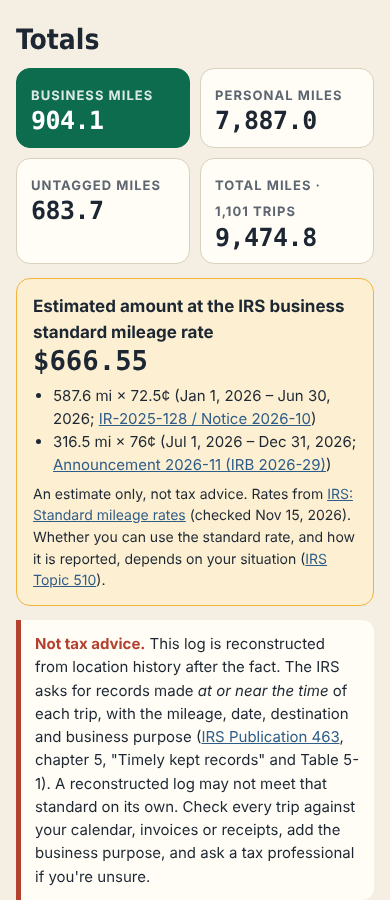 Totals
BUSINESS MILES
904.1
PERSONAL MILES
7,887.0
UNTAGGED MILES
683.7
TOTAL MILES ·
1,101 TRIPS
9,474.8
Estimated amount at the IRS business
standard mileage rate
$666.55
• 587.6 mi × 72.5¢ (Jan 1, 2026 – Jun 30,
2026; IR-2025-128 / Notice 2026-10)
• 316.5 mi × 76¢ (Jul 1, 2026 – Dec 31, 2026;
Announcement 2026-11 (IRB 2026-29))
An estimate only, not tax advice. Rates from IRS:
Standard mileage rates (checked Nov 15, 2026).
Whether you can use the standard rate, and how
it is reported, depends on your situation (IRS
Topic 510).
Not tax advice. This log is reconstructed
from location history after the fact. The IRS
asks for records made at or near the time of
each trip, with the mileage, date, destination
and business purpose (IRS Publication 463,
chapter 5, "Timely kept records" and Table 5-
1). A reconstructed log may not meet that
standard on its own. Check every trip against
your calendar, invoices or receipts, add the
business purpose, and ask a tax professional
if you're unsure.